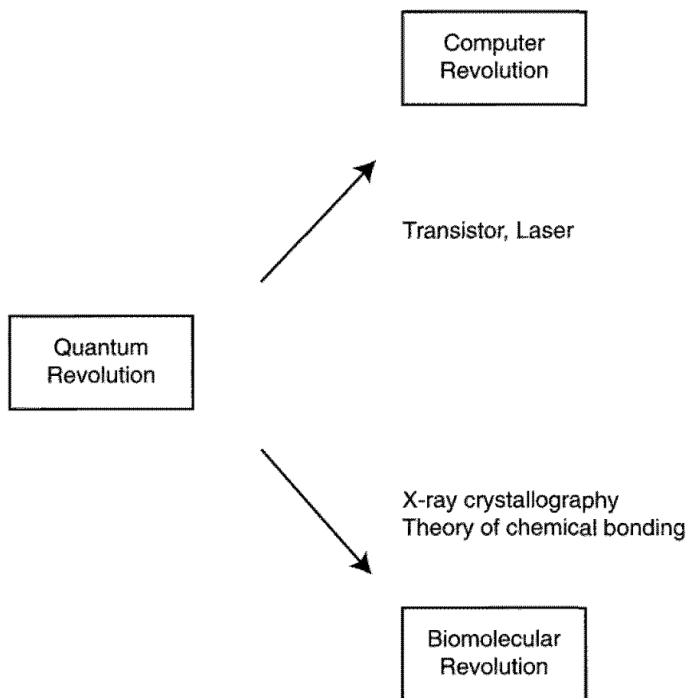 Computer
Revolution
Transistor, Laser
Quantum
Revolution
X-ray crystallography
Theory of chemical bonding
Biomolecular
Revolution